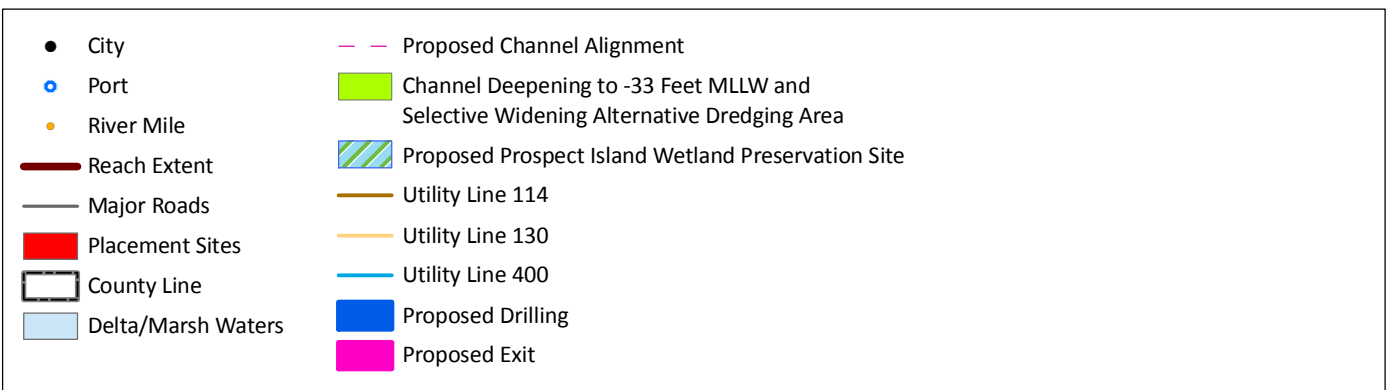 City
Port
River Mile
Reach Extent
Major Roads
Placement Sites
County Line
Delta/Marsh Waters
Proposed Channel Alignment
Channel Deepening to -33 Feet MLLW and
Selective Widening Alternative Dredging Area
Proposed Prospect Island Wetland Preservation Site
Utility Line 114
Utility Line 130
Utility Line 400
Proposed Drilling
Proposed Exit